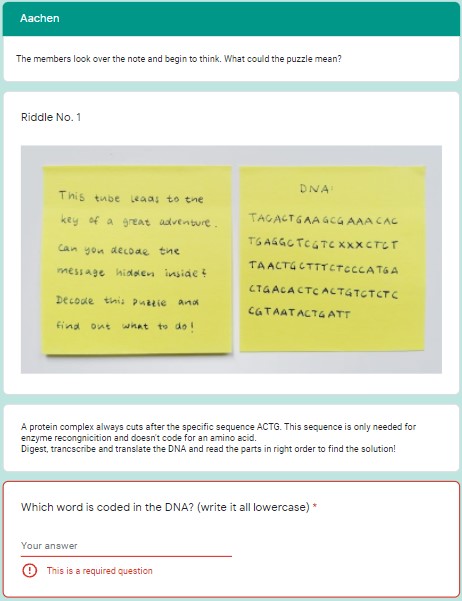 Aachen
The members look over the note and begin to think. What could the puzzle mean?
Riddle No. 1
This tube leads to the
key of a great adventure.
Can you decode the
message hidden inside?
Decode this puzzle and
find out what to do!
DNA:
TACACTGAAGCGAAACAC
TGAGGCTCGTCXXXCTCT
TAACTGCTTTCTCCCATGA
CTGACACTCACTGTCTCTC
CGTAATACTGATT
A protein complex always cuts after the specific sequence ACTG. This sequence is only needed for
enzyme recongnicition and doesn't code for an amino acid.
Digest, trancscribe and translate the DNA and read the parts in right order to find the solution!
Which word is coded in the DNA? (write it all lowercase) *
Your answer
This is a required question